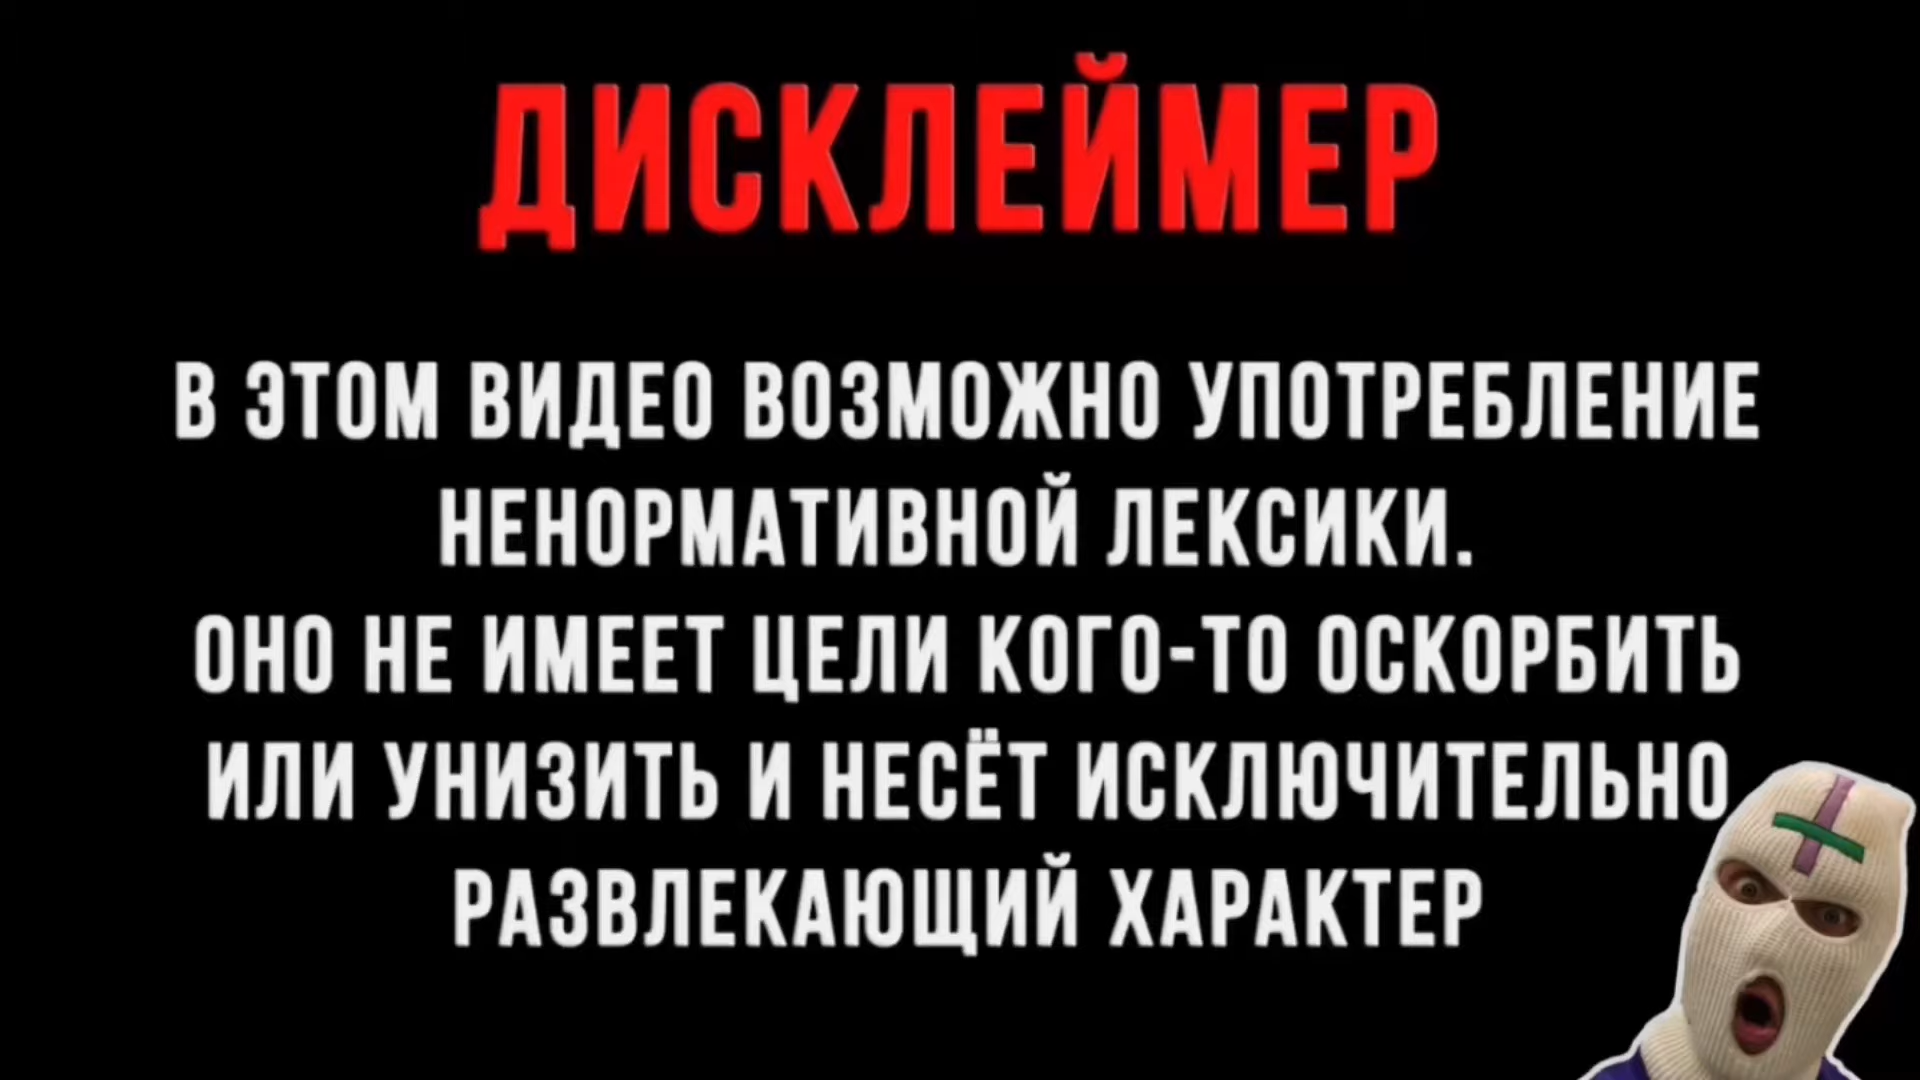 ДИСКЛЕЙМЕР
В ЭТОМ ВИДЕО ВОЗМОЖНО УПОТРЕБЛЕНИЕ
НЕНОРМАТИВНОЙ ЛЕКСИКИ.
ОНО НЕ ИМЕЕТ ЦЕЛИ КОГО-ТО ОСКОРБИТЬ
ИЛИ УНИЗИТЬ И НЕСЁТ ИСКЛЮЧИТЕЛЬНО
РАЗВЛЕКАЮЩИЙ ХАРАКТЕР